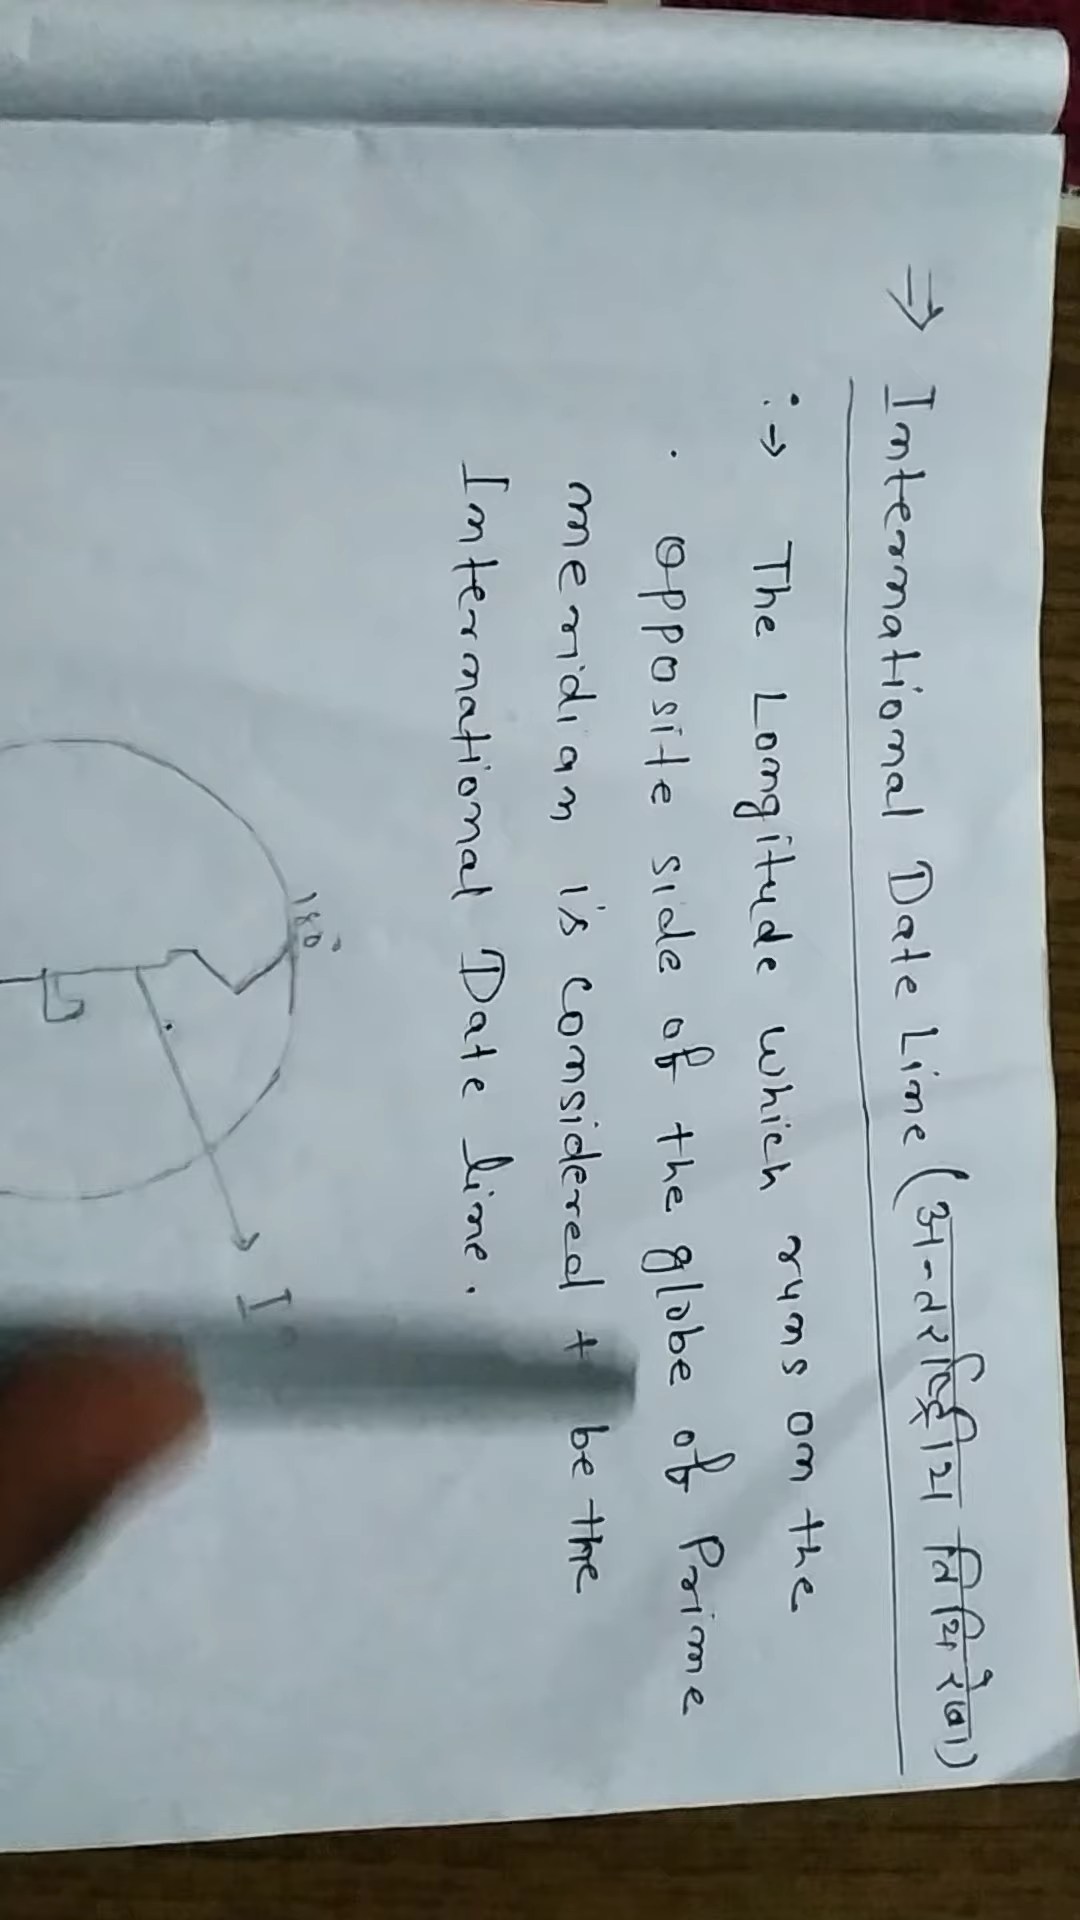 ⇒ International Date Line (अन्तर्राष्ट्रीय तिथि रेखा)
:→ The Longitude which runs on the
. opposite side of the globe of Prime
meridian is considered t be the
International Date line.
180°
I